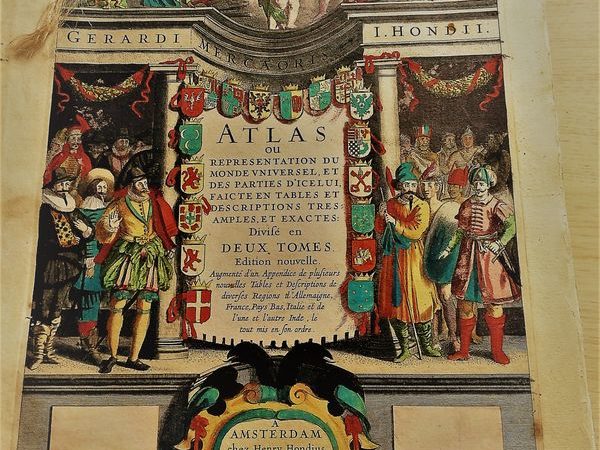 GERARDI MERCATORIS I. HONDII.
ATLAS
ou
REPRESENTATION DU
MONDE VNIVERSEL, ET
DES PARTIES D'ICELUI,
FAICTE EN TABLES ET
DESCRIPTIONS TRES-
AMPLES, ET EXACTES:
Divisé en
DEUX TOMES.
Edition nouvelle.
Augmenté d'un Appendice de plusieurs
nouvelles Tables et Descriptions de
diverses Regions d'Allemaigne,
France, Pays Bas, Italie et de
l'une et l'autre Inde, le
tout mis en son ordre.
A
AMSTERDAM
chez Henry Hondius